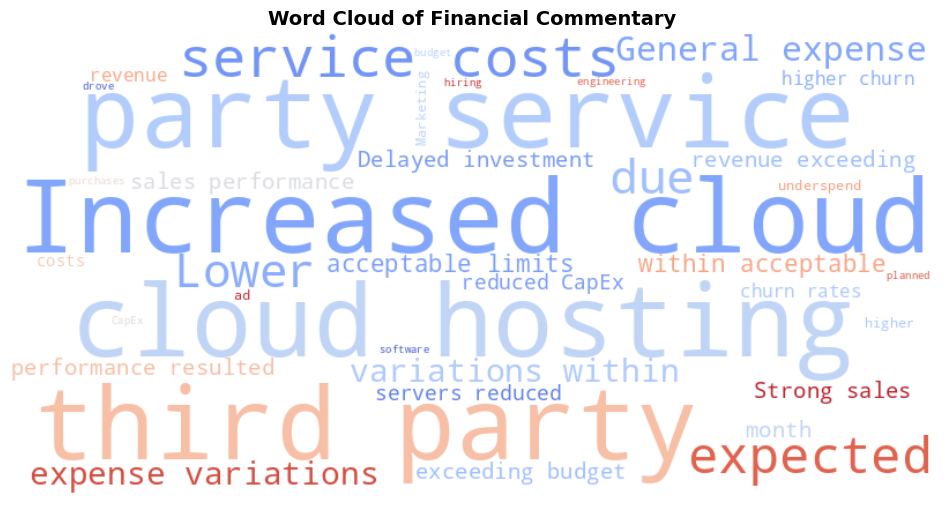 Word Cloud of Financial Commentary
service costs
budget
General expense
revenue
drove
hiring
engineering
higher churn
Marketing
party service
Delayed investment
revenue exceeding
purchases
sales performance
due
underspend
Increased cloud
costs
Lower
acceptable limits
within acceptable
planned
reduced CapEx
ad
churn rates
CapEx
cloud hosting
higher
software
performance resulted
variations within
servers reduced
Strong sales
third party
month
expected
expense variations
exceeding budget